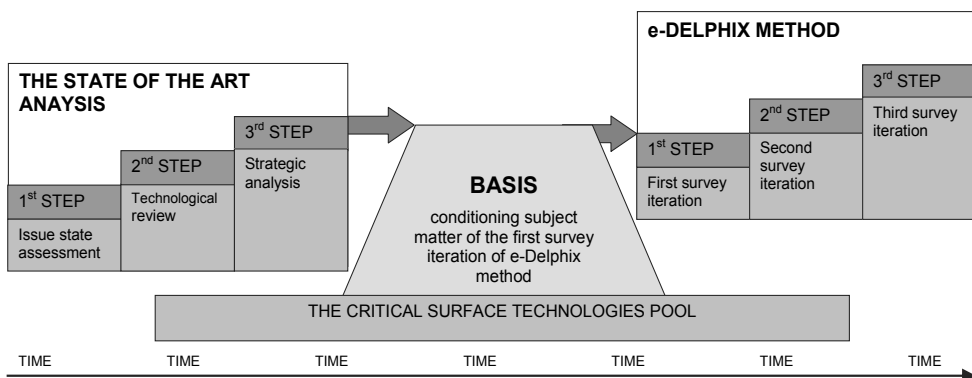 THE STATE OF THE ART
ANAYSIS
1st STEP
Issue state
assessment
2nd STEP
Technological
review
3rd STEP
Strategic
analysis
BASIS
conditioning subject
matter of the first survey
iteration of e-Delphix
method
e-DELPHIX METHOD
1st STEP
First survey
iteration
2nd STEP
Second
survey
iteration
3rd STEP
Third survey
iteration
THE CRITICAL SURFACE TECHNOLOGIES POOL
TIME TIME TIME TIME TIME TIME TIME